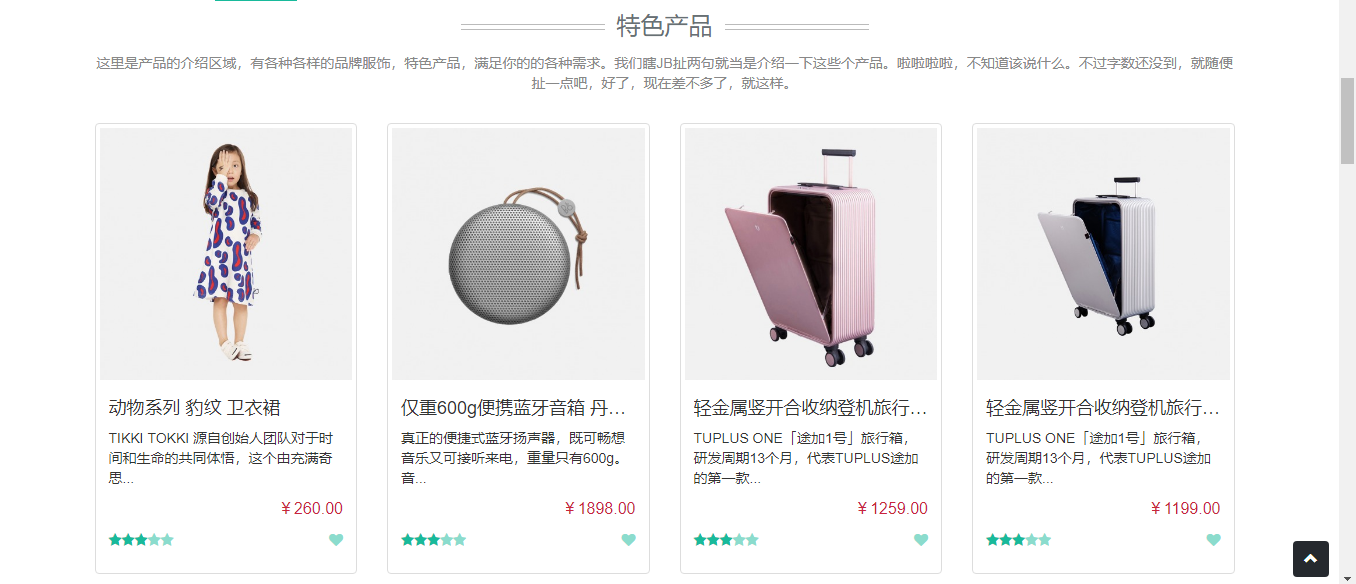 特色产品
这里是产品的介绍区域，有各种各样的品牌服饰，特色产品，满足你的的各种需求。我们瞎JB扯两句就当是介绍一下这些个产品。啦啦啦啦，不知道该说什么。不过字数还没到，就随便
扯一点吧，好了，现在差不多了，就这样。
动物系列 豹纹 卫衣裙
TIKKI TOKKI 源自创始人团队对于时
间和生命的共同体悟，这个由充满奇
思...
￥260.00
仅重600g便携蓝牙音箱 丹…
真正的便捷式蓝牙扬声器，既可畅想
音乐又可接听来电，重量只有600g。
音...
￥1898.00
轻金属竖开合收纳登机旅行…
TUPLUS ONE「途加1号」旅行箱，
研发周期13个月，代表TUPLUS途加
的第一款...
￥1259.00
轻金属竖开合收纳登机旅行…
TUPLUS ONE「途加1号」旅行箱，
研发周期13个月，代表TUPLUS途加
的第一款...
￥1199.00